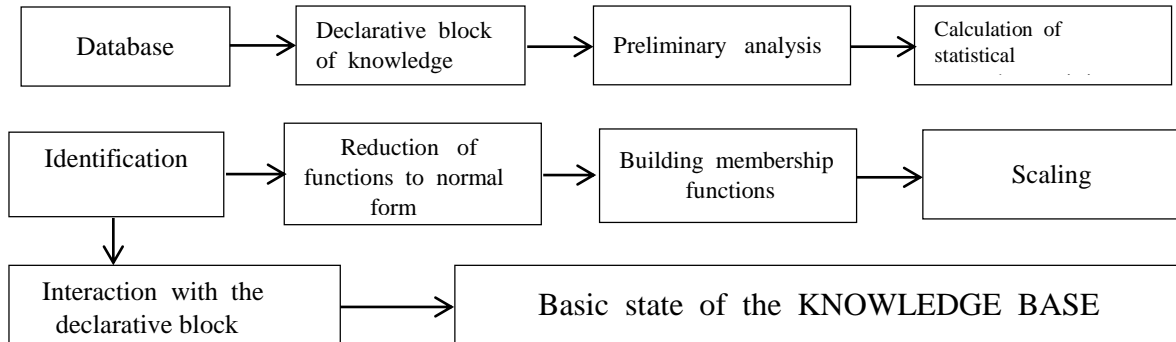 Database
Declarative block
of knowledge
Preliminary analysis
Calculation of
statistical
Identification
Reduction of
functions to normal
form
Building membership
functions
Scaling
Interaction with the
declarative block
Basic state of the KNOWLEDGE BASE